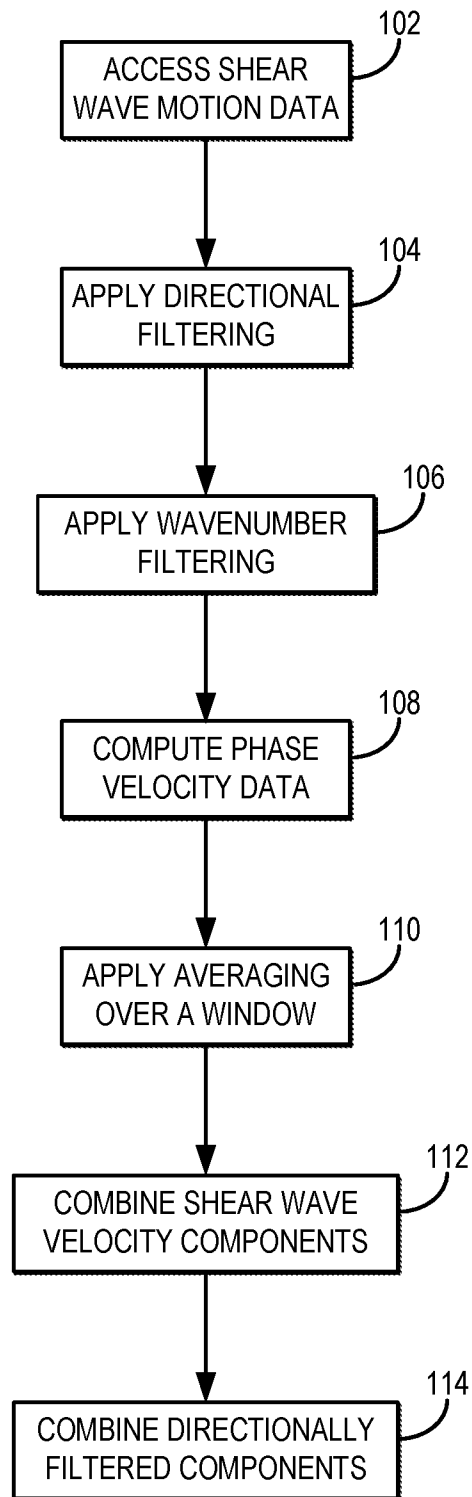 102
ACCESS SHEAR
WAVE MOTION DATA
104
APPLY DIRECTIONAL
FILTERING
106
APPLY WAVENUMBER
FILTERING
108
COMPUTE PHASE
VELOCITY DATA
110
APPLY AVERAGING
OVER A WINDOW
112
COMBINE SHEAR WAVE
VELOCITY COMPONENTS
114
COMBINE DIRECTIONALLY
FILTERED COMPONENTS